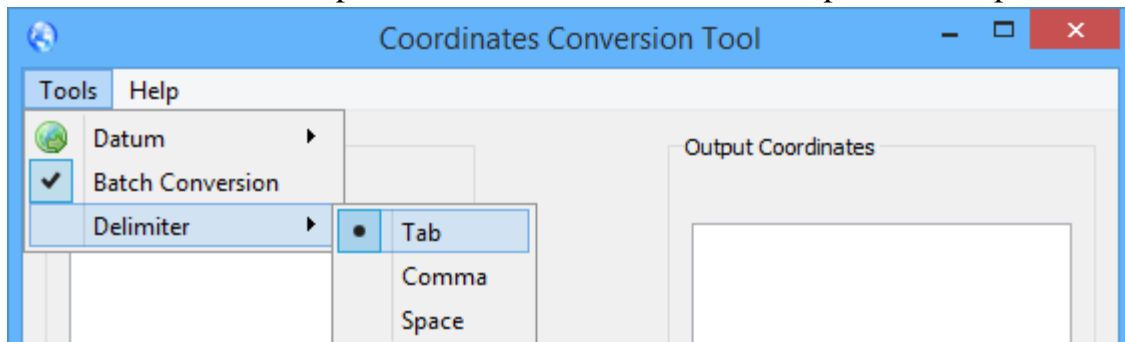 Coordinates Conversion Tool
Tools Help
Datum
Output Coordinates
Batch Conversion
Delimiter
Tab
Comma
Space